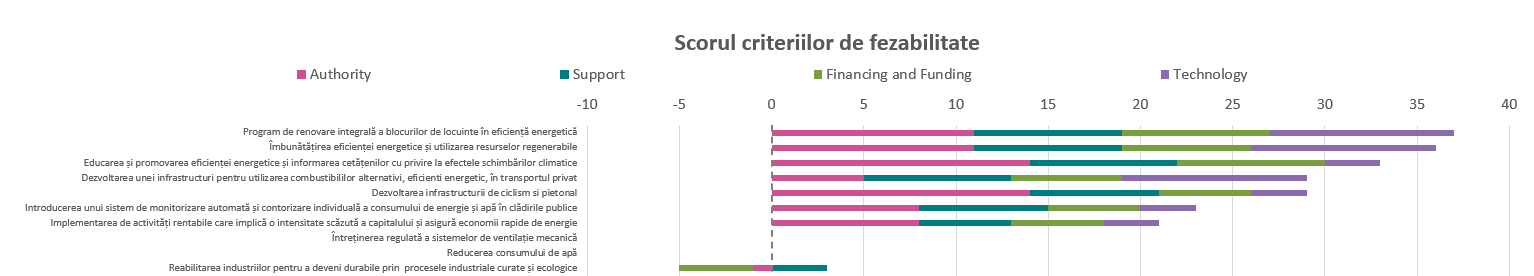 Scorul criteriilor de fezabilitate
Authority Support Financing and Funding Technology
-10 -5 0 5 10 15 20 25 30 35 40
Program de renovare integrală a blocurilor de locuinte în eficiență energetică
Îmbunătățirea eficienței energetice și utilizarea resurselor regenerabile
Educarea și promovarea eficienței energetice și informarea cetățenilor cu privire la efectele schimbărilor climatice
Dezvoltarea unei infrastructuri pentru utilizarea combustibililor alternativi, eficienti energetic, în transportul privat
Dezvoltarea infrastructurii de ciclism si pietonal
Introducerea unui sistem de monitorizare automată și contorizare individuală a consumului de energie și apă în clădirile publice
Implementarea de activități rentabile care implică o intensitate scăzută a capitalului si asigură economii rapide de energie
Întreținerea regulată a sistemelor de ventilație mecanică
Reducerea consumului de apă
Reabilitarea industriilor pentru a deveni durabile prin procesele industriale curate și ecologice